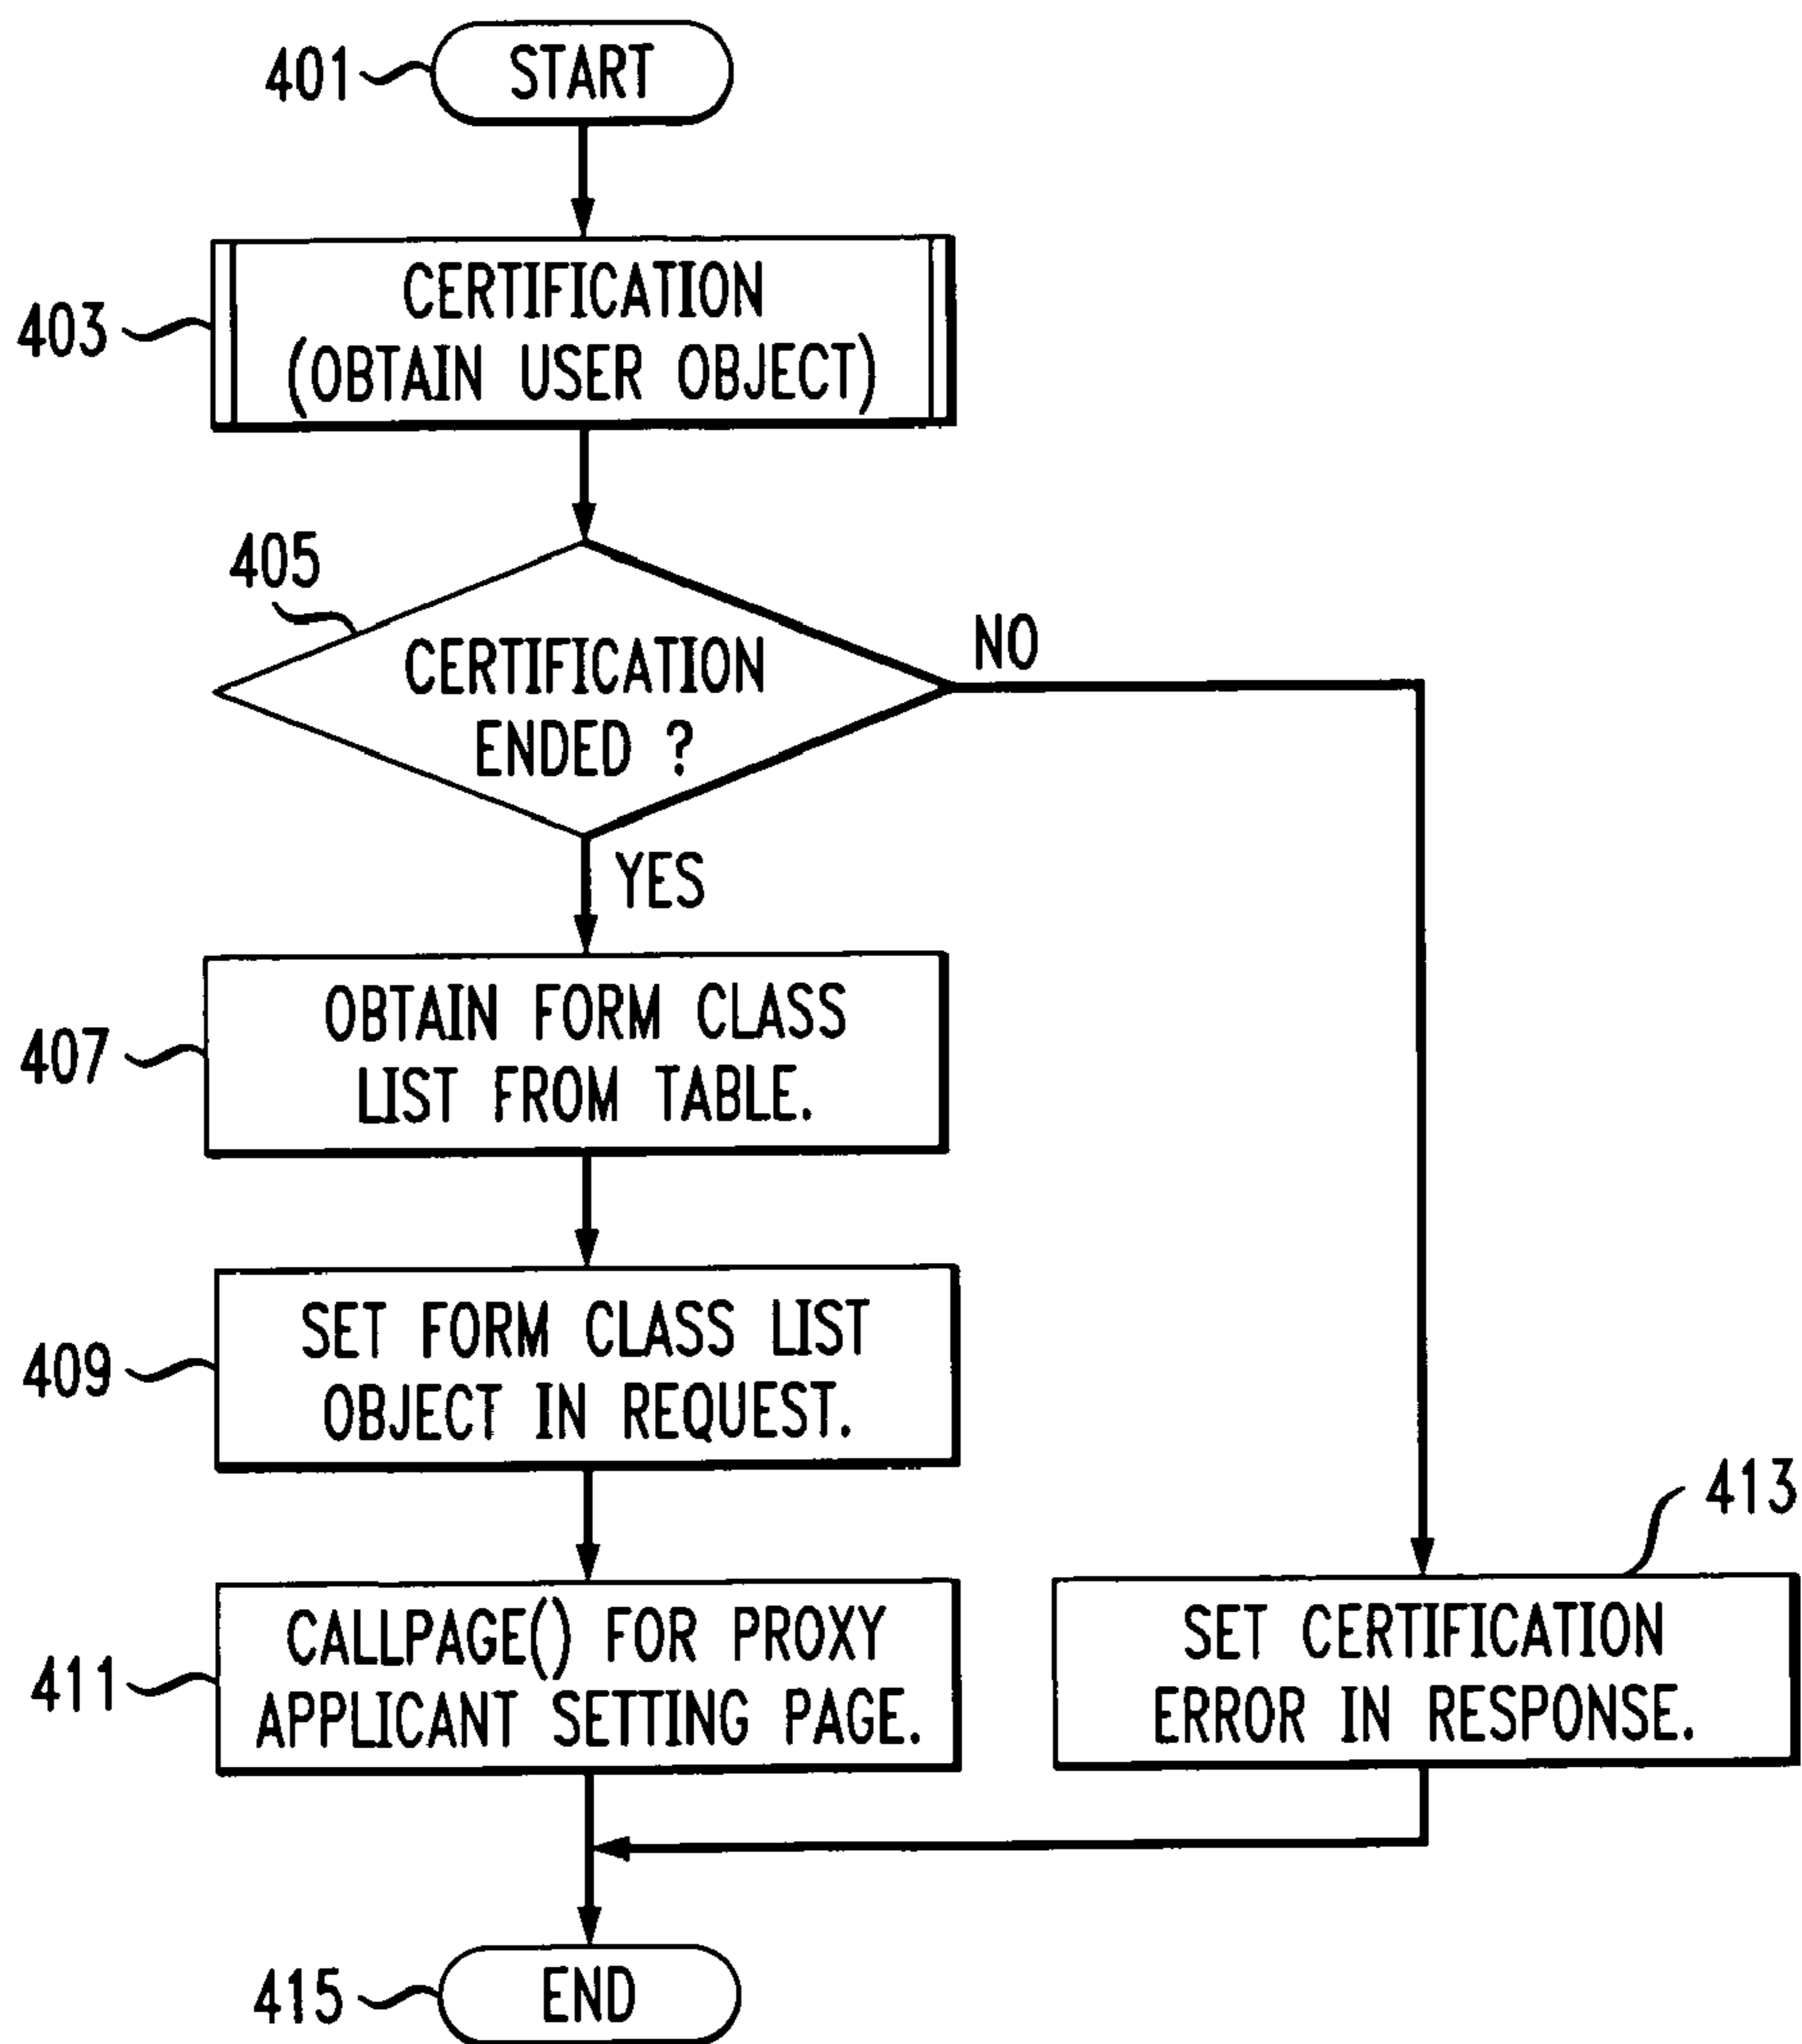 401
START
403
CERTIFICATION
(OBTAIN USER OBJECT)
405
CERTIFICATION
ENDED ?
NO
YES
407
OBTAIN FORM CLASS
LIST FROM TABLE.
409
SET FORM CLASS LIST
OBJECT IN REQUEST.
411
CALLPAGE() FOR PROXY
APPLICANT SETTING PAGE.
413
SET CERTIFICATION
ERROR IN RESPONSE.
415
END